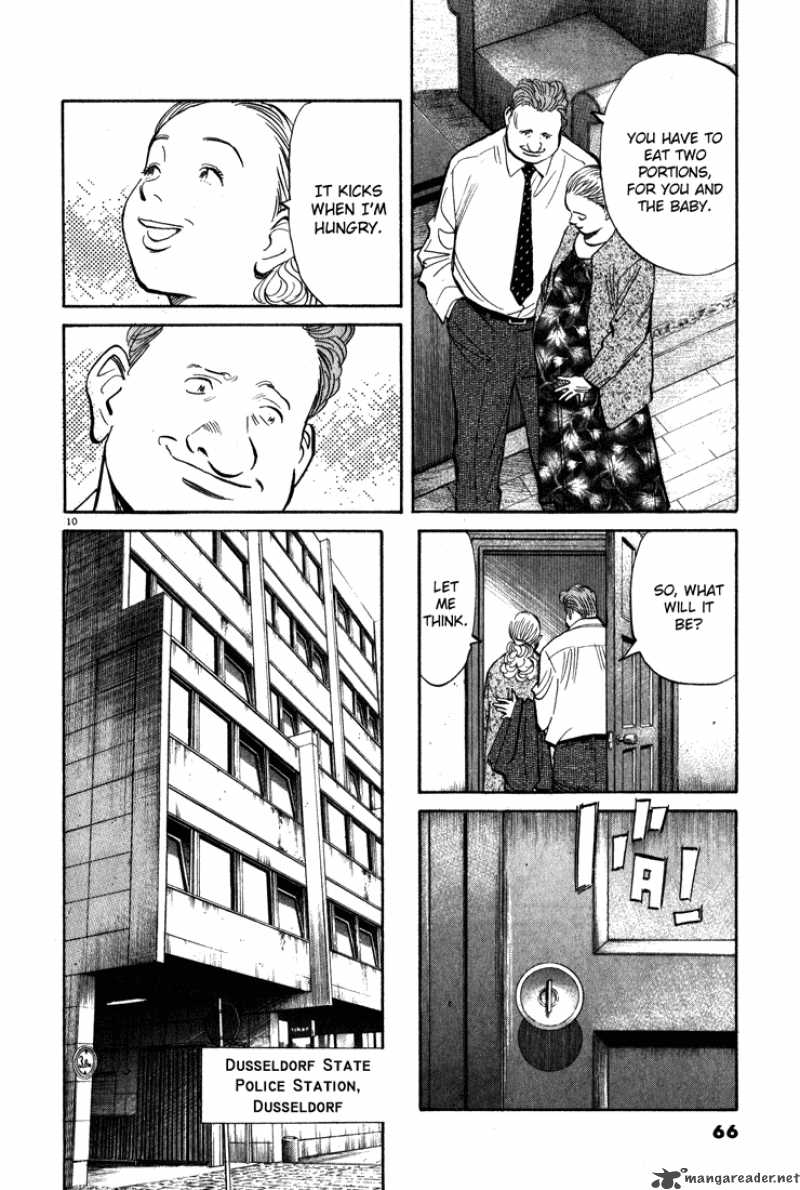 YOU HAVE TO
EAT TWO
PORTIONS,
FOR YOU AND
THE BABY.
IT KICKS
WHEN I'M
HUNGRY.
10
SO, WHAT
WILL IT
BE?
LET
ME
THINK.
DUSSELDORF STATE
POLICE STATION,
DUSSELDORF
66
mangareader.net